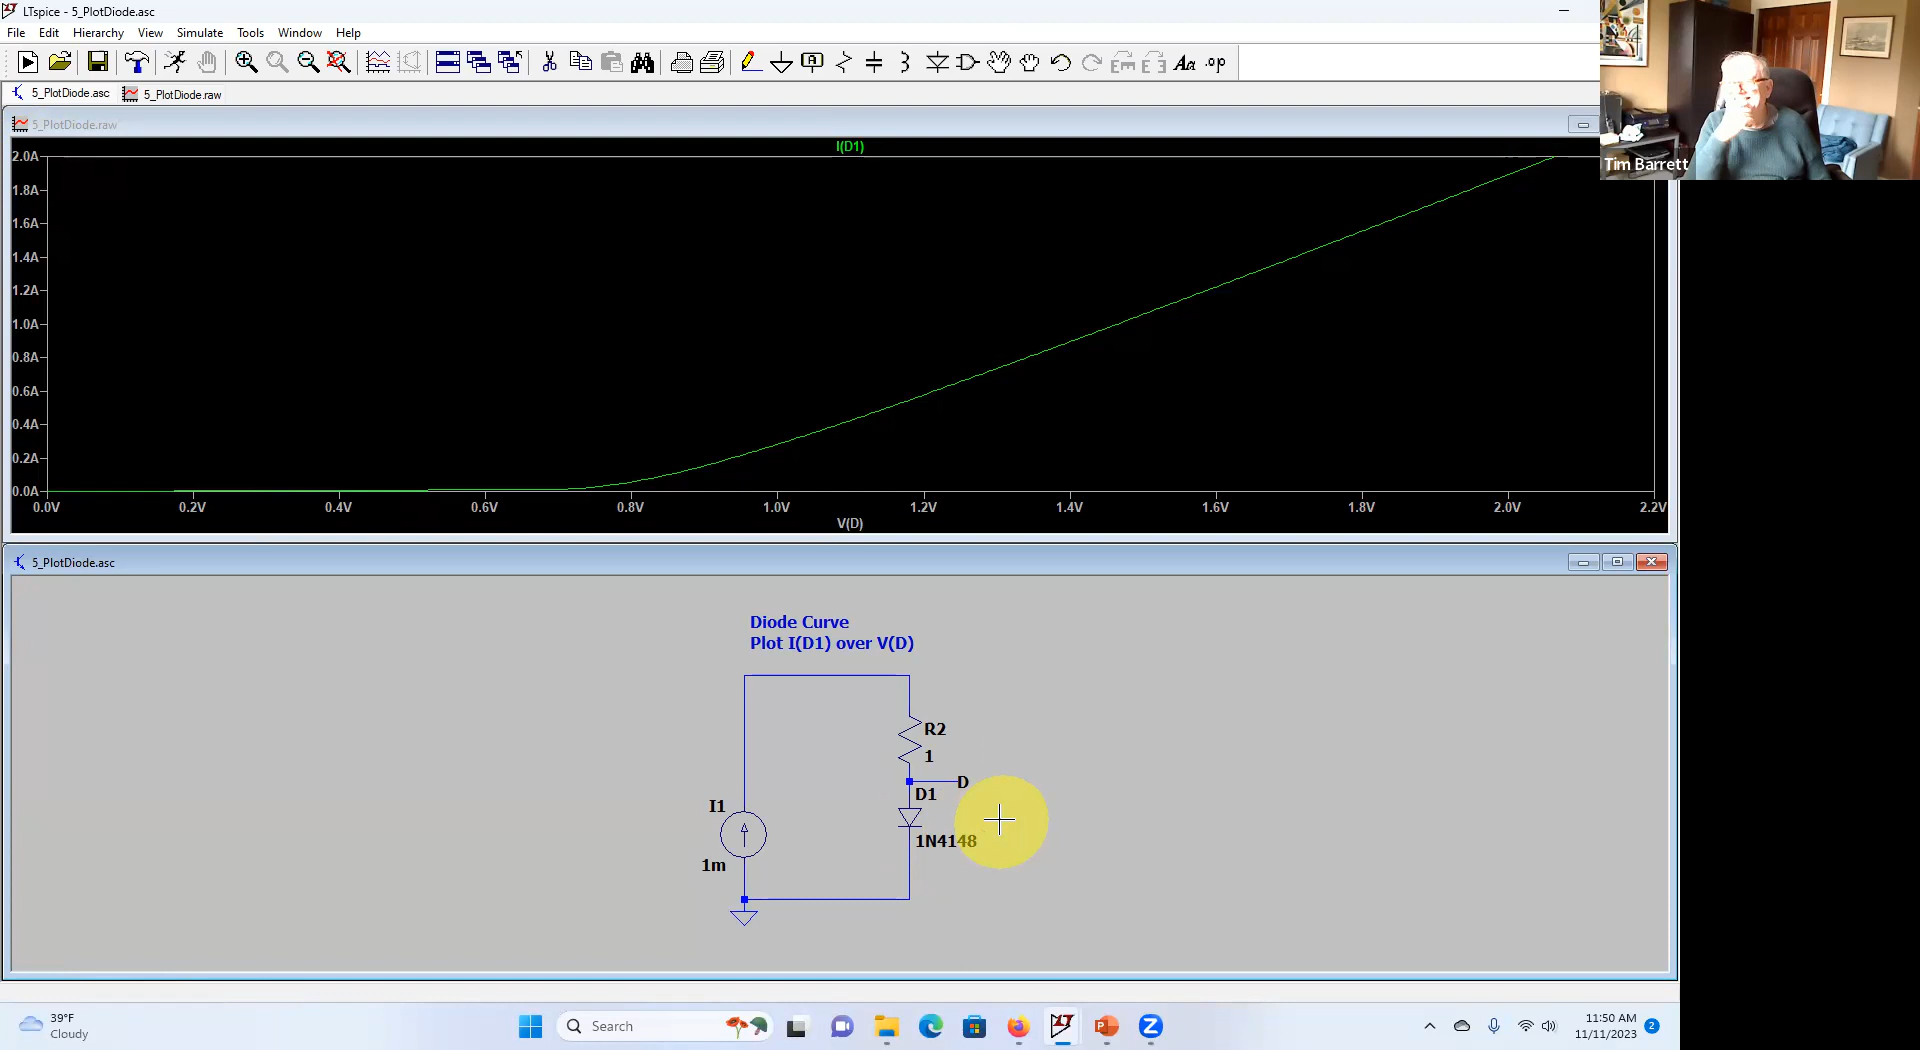 LTspice - 5_PlotDiode.asc
File Edit Hierarchy View Simulate Tools Window Help
A Aa .op
5_PlotDiode.asc 5_PlotDiode.raw
5_PlotDiode.raw
Tim Barrett
I(D1)
2.0A
1.8A
1.6A
1.4A
1.2A
1.0A
0.8A
0.6A
0.4A
0.2A
0.0A
0.0V 0.2V 0.4V 0.6V 0.8V 1.0V 1.2V 1.4V 1.6V 1.8V 2.0V 2.2V
V(D)
5_PlotDiode.asc
Diode Curve
Plot I(D1) over V(D)
R2
1
D
D1
I1
1N4148
1m
39°F
Cloudy
Search
11:50 AM
11/11/2023
2